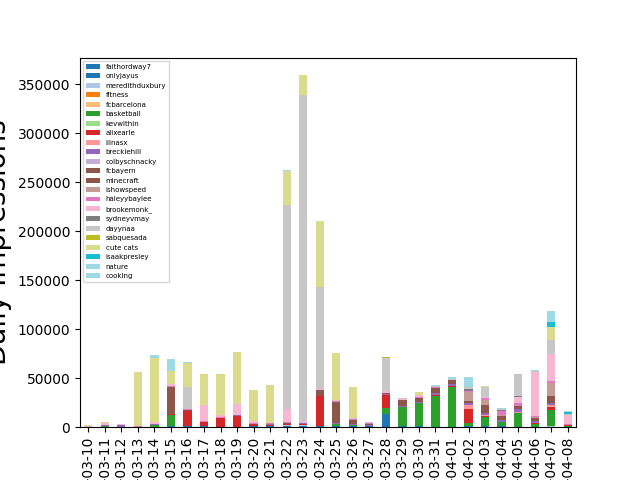 Daily Impressions
350000
300000
250000
200000
150000
100000
50000
0
faithordway7
onlyjayus
meredithduxbury
fitness
fcbarcelona
basketball
kevwithin
alixearle
illnasx
brecklehill
colbyschnacky
fcbayern
minecraft
ishowspeed
haleyybaylee
brookemonk_
sydneyvmay
dayynaa
sabquesada
cute cats
isaakpresley
nature
cooking
03-10
03-11
03-12
03-13
03-14
03-15
03-16
03-17
03-18
03-19
03-20
03-21
03-22
03-23
03-24
03-25
03-26
03-27
03-28
03-29
03-30
03-31
04-01
04-02
04-03
04-04
04-05
04-06
04-07
04-08